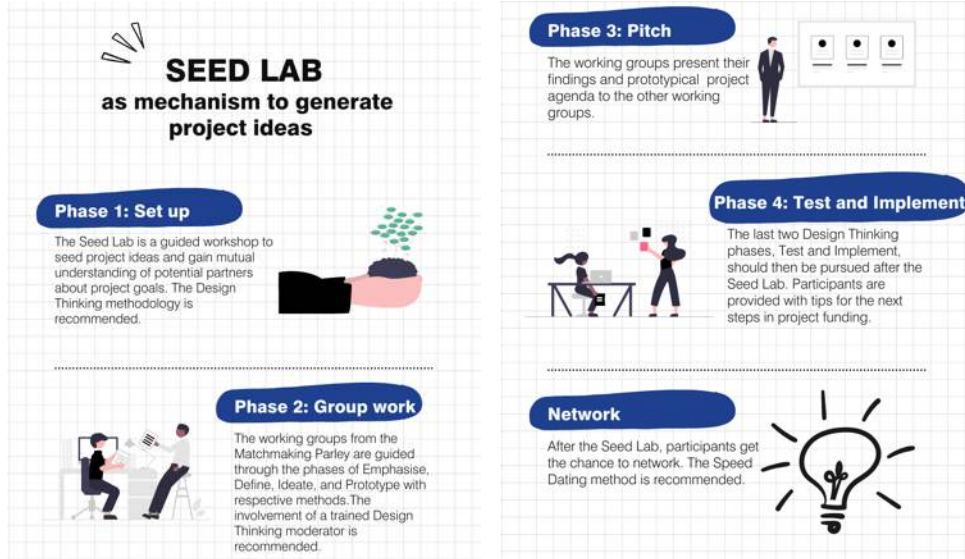 SEED LAB
as mechanism to generate
project ideas
Phase 1: Set up
The Seed Lab is a guided workshop to
seed project ideas and gain mutual
understanding of potential partners
about project goals. The Design
Thinking methodology is
recommended.
Phase 2: Group work
The working groups from the
Matchmaking Parley are guided
through the phases of Emphasise,
Define, Ideate, and Prototype with
respective methods.The
involvement of a trained Design
Thinking moderator is
recommended.
Phase 3: Pitch
The working groups present their
findings and prototypical project
agenda to the other working
groups.
Phase 4: Test and Implement
The last two Design Thinking
phases, Test and Implement,
should then be pursued after the
Seed Lab. Participants are
provided with tips for the next
steps in project funding.
Network
After the Seed Lab, participants get
the chance to network. The Speed
Dating method is recommended.